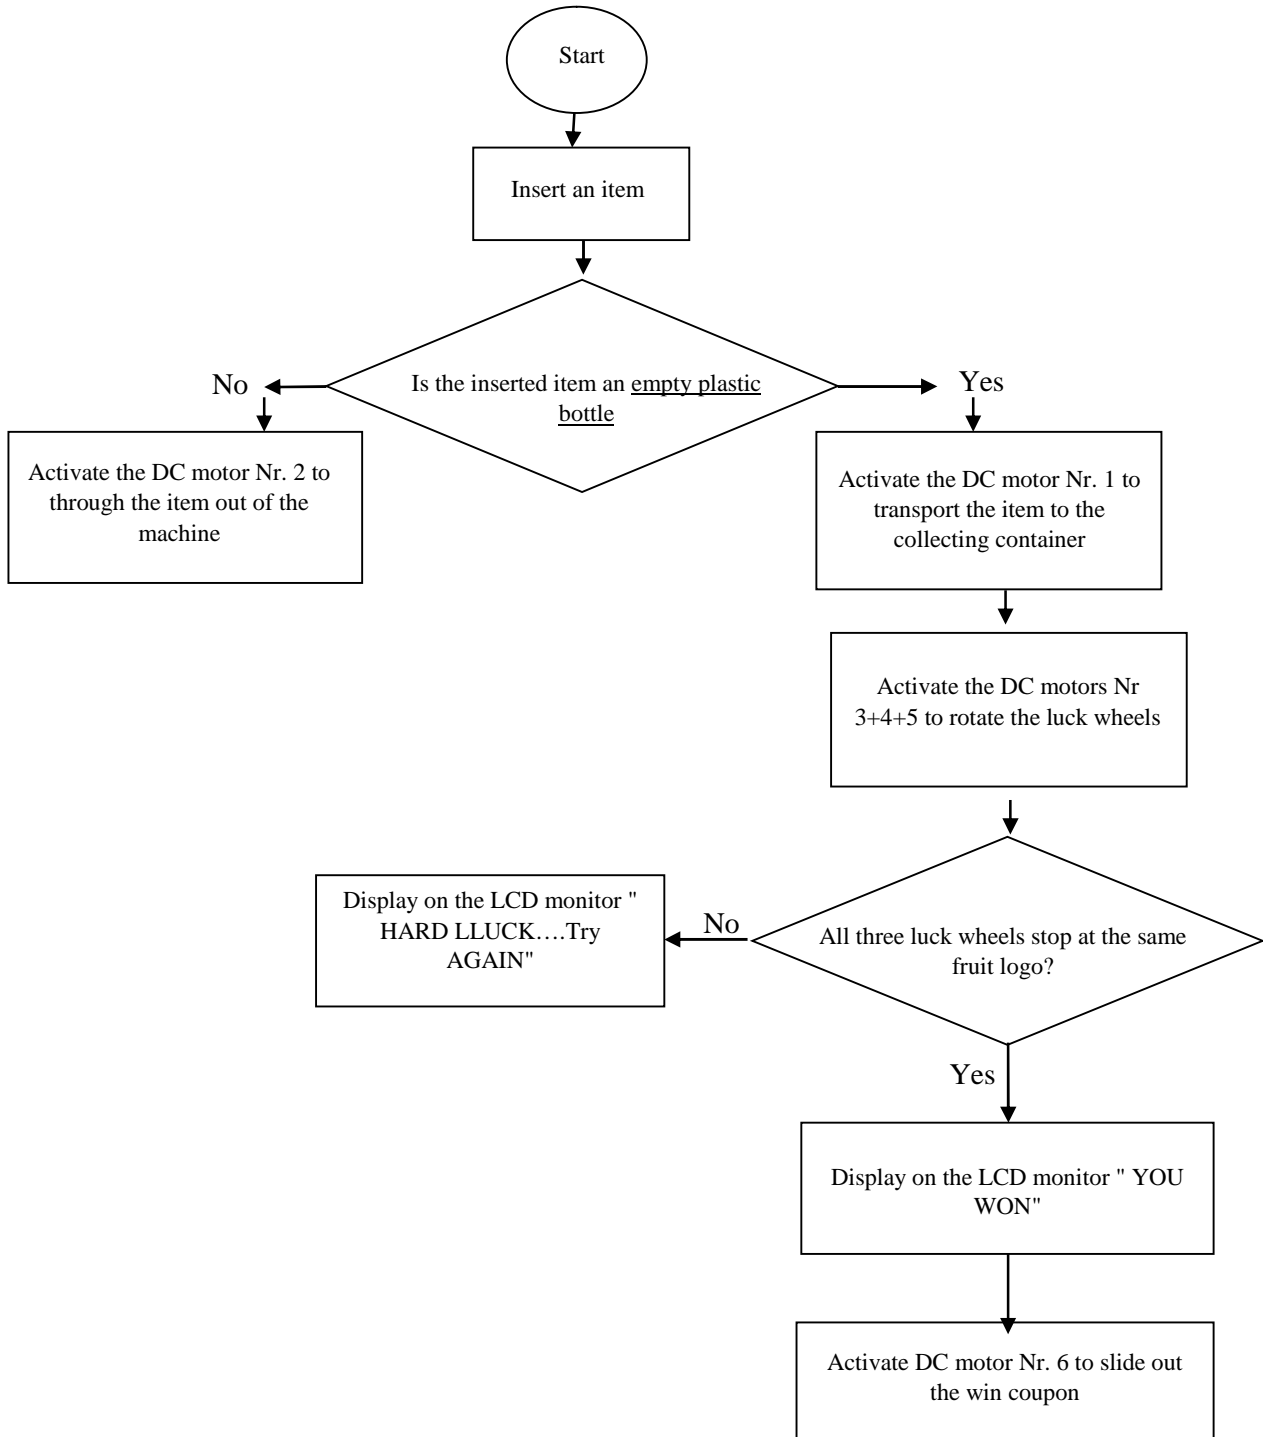 Start
Insert an item
Is the inserted item an empty plastic
bottle
No
Yes
Activate the DC motor Nr. 2 to
through the item out of the
machine
Activate the DC motor Nr. 1 to
transport the item to the
collecting container
Activate the DC motors Nr
3+4+5 to rotate the luck wheels
All three luck wheels stop at the same
fruit logo?
No
Display on the LCD monitor "
HARD LLUCK….Try
AGAIN"
Yes
Display on the LCD monitor " YOU
WON"
Activate DC motor Nr. 6 to slide out
the win coupon